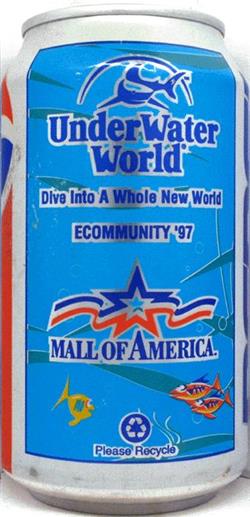 UnderWater
World®
Dive Into A Whole New World
ECOMMUNITY '97
MALL OF AMERICA®
Please Recycle